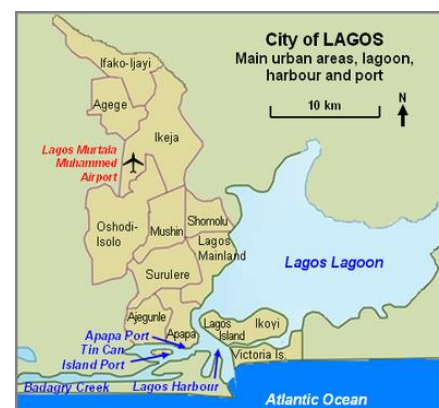 City of LAGOS
Main urban areas, lagoon,
harbour and port
10 km
N
Ifako-Ijayi
Agege
Ikeja
Lagos Murtala
Muhammed
Airport
Oshodi-
Isolo
Mushin
Shomolu
Lagos
Mainland
Surulere
Lagos Lagoon
Ajegunle
Apapa
Lagos
Island
Ikoyi
Victoria Is.
Apapa Port
Tin Can
Island Port
Badagry Creek
Lagos Harbour
Atlantic Ocean